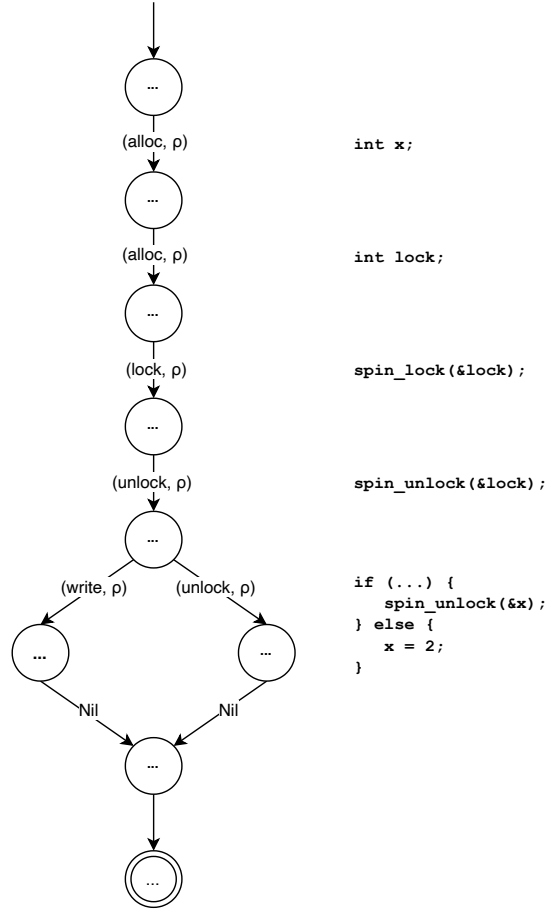 ...
(alloc, ρ) int x;
...
(alloc, ρ) int lock;
...
(lock, ρ) spin_lock(&lock);
...
(unlock, ρ) spin_unlock(&lock);
...
(write, ρ) (unlock, ρ)
if (...) {
spin_unlock(&x);
} else {
x = 2;
}
... ...
Nil Nil
...
...